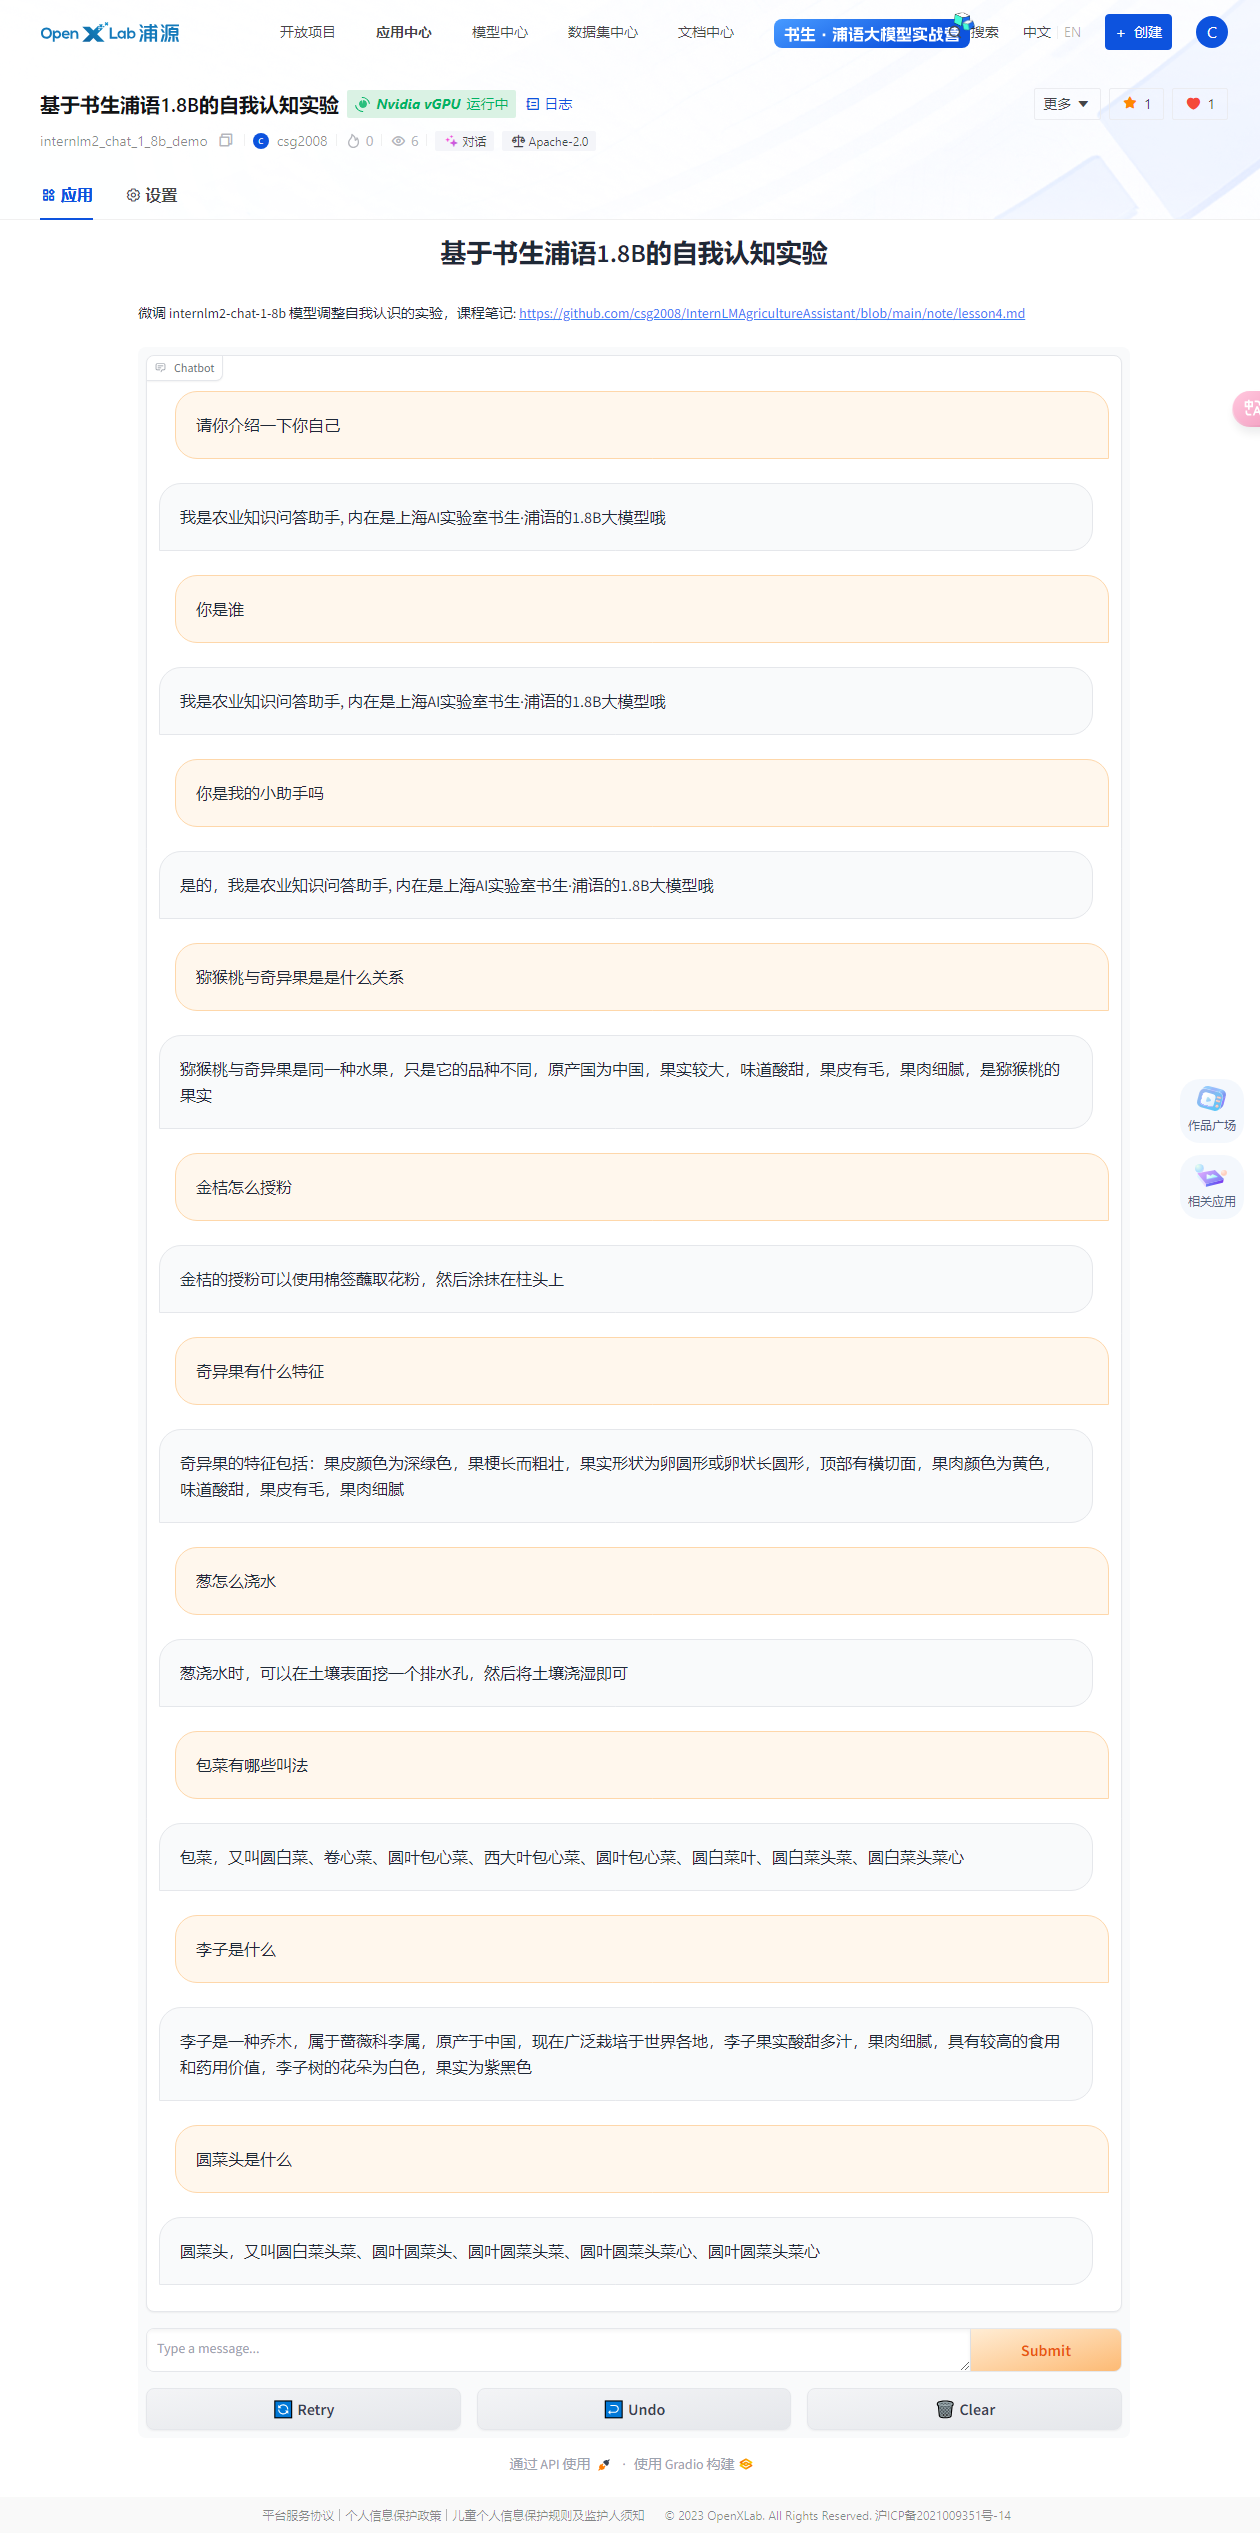 OpenXLab浦源
开放项目 应用中心 模型中心 数据集中心 文档中心 书生·浦语大模型实战营 搜索 中文 EN + 创建 C
基于书生浦语1.8B的自我认知实验 Nvidia vGPU 运行中 日志 更多 1 1
internlm2_chat_1_8b_demo C csg2008 0 6 对话 Apache-2.0
应用 设置
基于书生浦语1.8B的自我认知实验
微调 internlm2-chat-1-8b 模型调整自我认识的实验，课程笔记: https://github.com/csg2008/InternLMAgricultureAssistant/blob/main/note/lesson4.md
Chatbot
请你介绍一下你自己
我是农业知识问答助手, 内在是上海AI实验室书生·浦语的1.8B大模型哦
你是谁
我是农业知识问答助手, 内在是上海AI实验室书生·浦语的1.8B大模型哦
你是我的小助手吗
是的，我是农业知识问答助手, 内在是上海AI实验室书生·浦语的1.8B大模型哦
猕猴桃与奇异果是是什么关系
猕猴桃与奇异果是同一种水果，只是它的品种不同，原产国为中国，果实较大，味道酸甜，果皮有毛，果肉细腻，是猕猴桃的
果实
作品广场
金桔怎么授粉
相关应用
金桔的授粉可以使用棉签蘸取花粉，然后涂抹在柱头上
奇异果有什么特征
奇异果的特征包括：果皮颜色为深绿色，果梗长而粗壮，果实形状为卵圆形或卵状长圆形，顶部有横切面，果肉颜色为黄色，
味道酸甜，果皮有毛，果肉细腻
葱怎么浇水
葱浇水时，可以在土壤表面挖一个排水孔，然后将土壤浇湿即可
包菜有哪些叫法
包菜，又叫圆白菜、卷心菜、圆叶包心菜、西大叶包心菜、圆叶包心菜、圆白菜叶、圆白菜头菜、圆白菜头菜心
李子是什么
李子是一种乔木，属于蔷薇科李属，原产于中国，现在广泛栽培于世界各地，李子果实酸甜多汁，果肉细腻，具有较高的食用
和药用价值，李子树的花朵为白色，果实为紫黑色
圆菜头是什么
圆菜头，又叫圆白菜头菜、圆叶圆菜头、圆叶圆菜头菜、圆叶圆菜头菜心、圆叶圆菜头菜心
Type a message...
Submit
Retry Undo Clear
通过 API 使用 · 使用 Gradio 构建
平台服务协议 | 个人信息保护政策 | 儿童个人信息保护规则及监护人须知 © 2023 OpenXLab. All Rights Reserved. 沪ICP备2021009351号-14